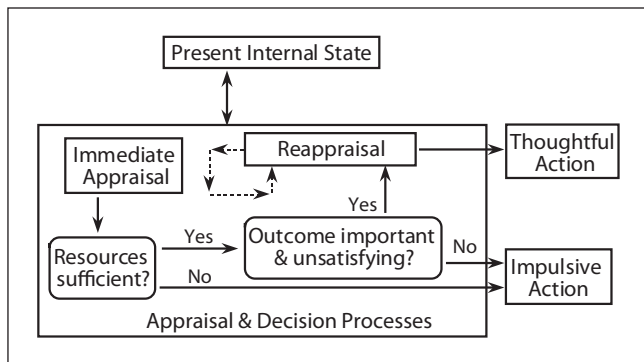 Present Internal State
Immediate
Appraisal
Reappraisal
Thoughtful
Action
Yes
Resources
sufficient?
Yes
No
Outcome important
& unsatisfying?
No
Impulsive
Action
Appraisal & Decision Processes